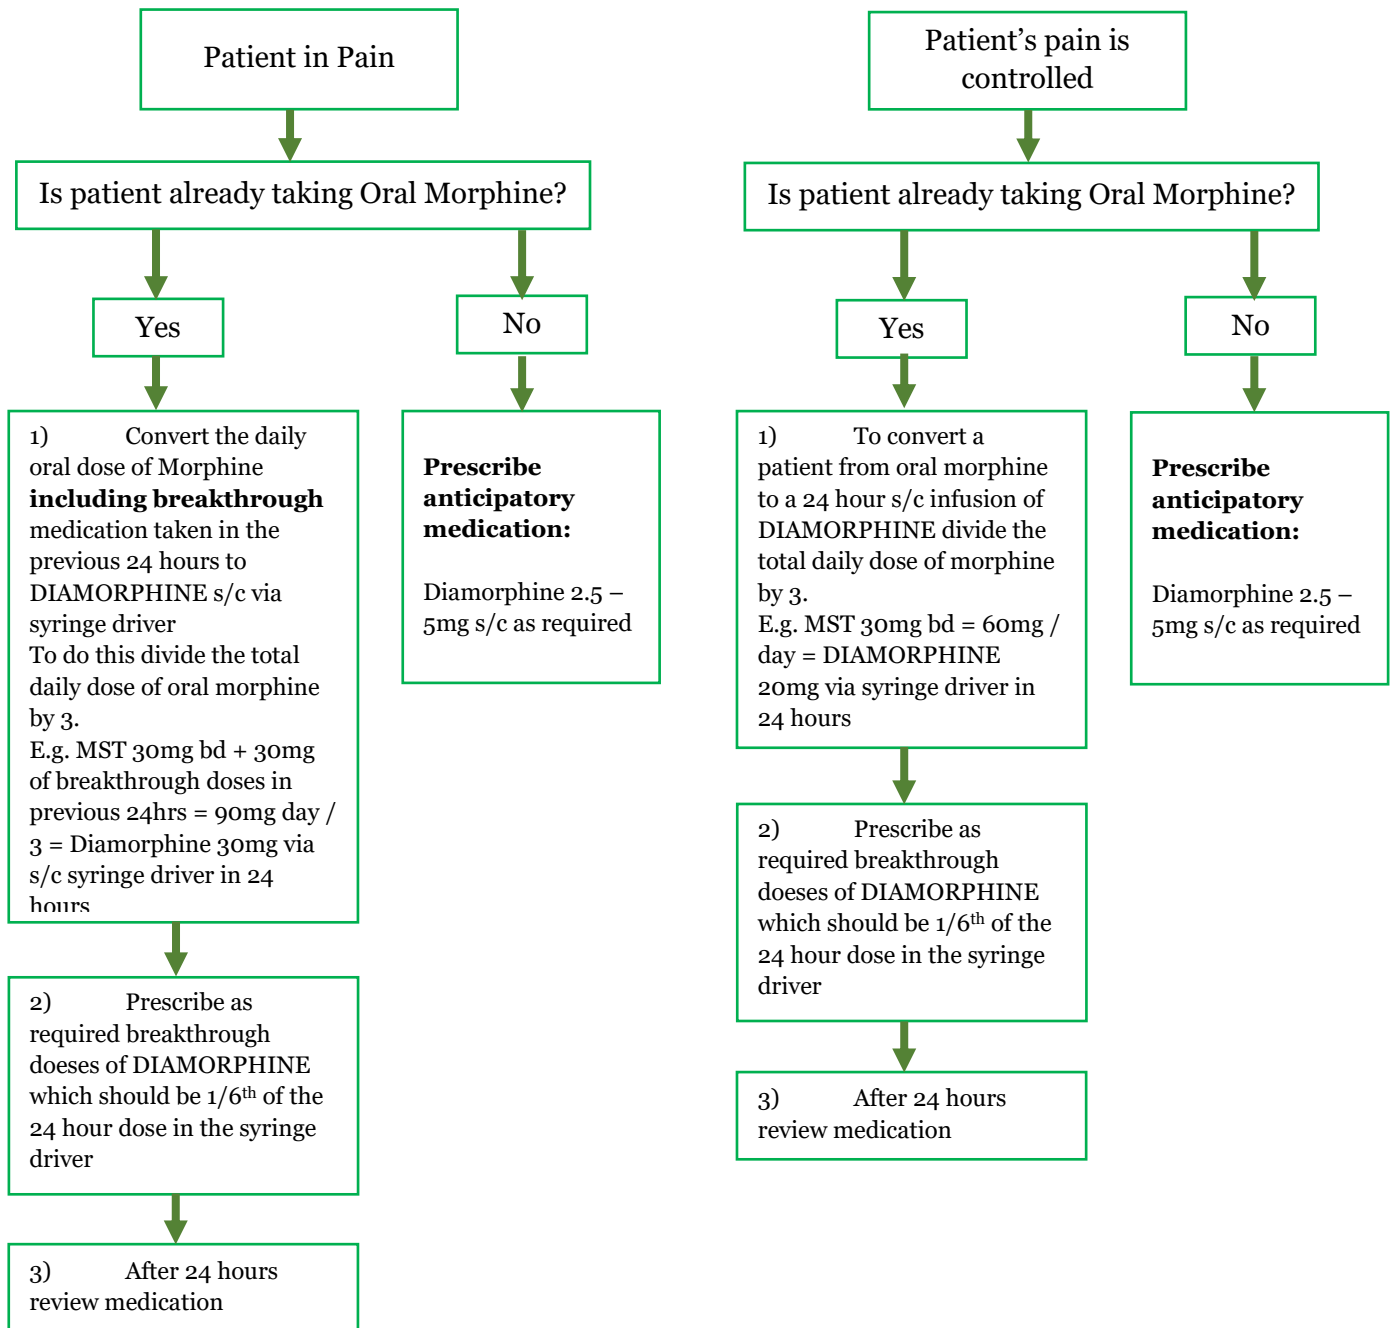 Patient in Pain
Is patient already taking Oral Morphine?
Yes
No
1) Convert the daily
oral dose of Morphine
including breakthrough
medication taken in the
previous 24 hours to
DIAMORPHINE s/c via
syringe driver
To do this divide the total
daily dose of oral morphine
by 3.
E.g. MST 30mg bd + 30mg
of breakthrough doses in
previous 24hrs = 90mg day /
3 = Diamorphine 30mg via
s/c syringe driver in 24
hours
Prescribe
anticipatory
medication:
Diamorphine 2.5 –
5mg s/c as required
2) Prescribe as
required breakthrough
doeses of DIAMORPHINE
which should be 1/6th of the
24 hour dose in the syringe
driver
3) After 24 hours
review medication
Patient’s pain is
controlled
Is patient already taking Oral Morphine?
Yes
No
1) To convert a
patient from oral morphine
to a 24 hour s/c infusion of
DIAMORPHINE divide the
total daily dose of morphine
by 3.
E.g. MST 30mg bd = 60mg /
day = DIAMORPHINE
20mg via syringe driver in
24 hours
Prescribe
anticipatory
medication:
Diamorphine 2.5 –
5mg s/c as required
2) Prescribe as
required breakthrough
doeses of DIAMORPHINE
which should be 1/6th of the
24 hour dose in the syringe
driver
3) After 24 hours
review medication